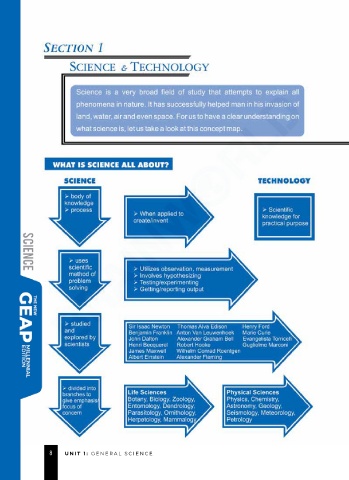 SECTION 1
SCIENCE & TECHNOLOGY
Science is a very broad field of study that attempts to explain all
phenomena in nature. It has successfully helped man in his invasion of
land, water, air and even space. For us to have a clear understanding on
what science is, let us take a look at this concept map.
WHAT IS SCIENCE ALL ABOUT?
SCIENCE
TECHNOLOGY
➢ body of
knowledge
➢ process
➢ When applied to
create/invent
➢ Scientific
knowledge for
practical purpose
➢ uses
scientific
method of
problem
solving
➢ Utilizes observation, measurement
➢ Involves hypothesizing
➢ Testing/experimenting
➢ Getting/reporting output
➢ studied
and
explored by
scientists
Sir Isaac Newton Thomas Alva Edison Henry Ford
Benjamin Franklin Anton Van Leuwenhoek Marie Curie
John Dalton Alexander Graham Bell Evangelista Torricelli
Henri Becquerel Robert Hooke Guglielmo Marconi
James Maxwell Wilhelm Conrad Roentgen
Albert Einstein Alexander Fleming
➢ divided into
branches to
give emphasis/
focus of
concern
Life Sciences
Botany, Biology, Zoology,
Entomology, Dendrology,
Parasitology, Ornithology,
Herpetology, Mammalogy
Physical Sciences
Physics, Chemistry,
Astronomy, Geology,
Seismology, Meteorology,
Petrology
SCIENCE
THE NEW
GEAP
MILLENNIAL
EDITION
8 UNIT 1: GENERAL SCIENCE